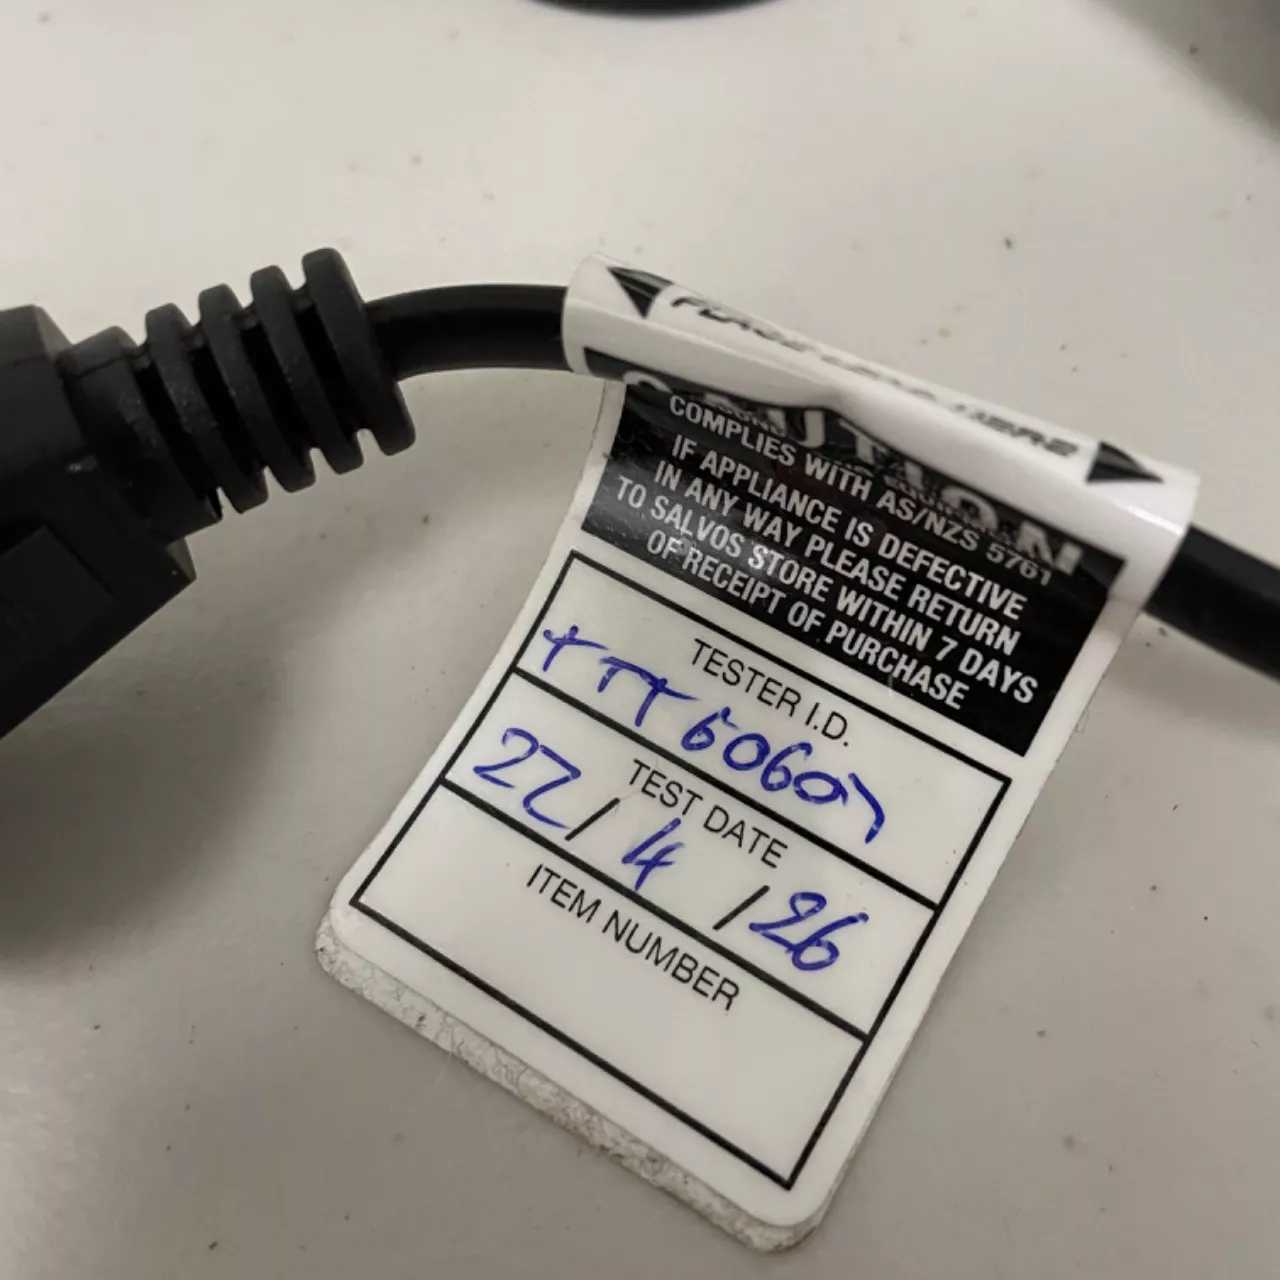 PLACE
CAUTION
COMPLIES WITH AS/NZS 5761
IF APPLIANCE IS DEFECTIVE
IN ANY WAY PLEASE RETURN
TO SALVOS STORE WITHIN 7 DAYS
OF RECEIPT OF PURCHASE
TESTER I.D.
TEST DATE
22/4/26
ITEM NUMBER